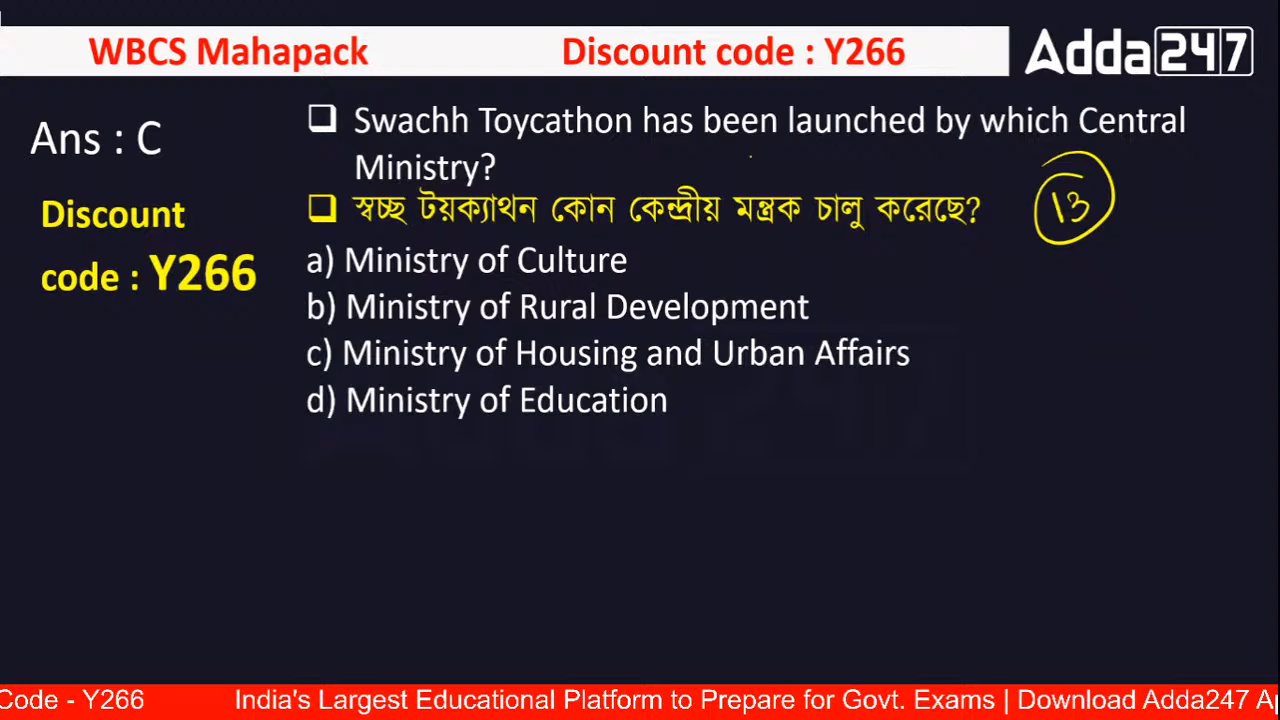 WBCS Mahapack Discount code : Y266 Adda247
Ans : C
Discount
code : Y266
Swachh Toycathon has been launched by which Central
Ministry?
স্বচ্ছ টয়ক্যাথন কোন কেন্দ্রীয় মন্ত্রক চালু করেছে?
13
a) Ministry of Culture
b) Ministry of Rural Development
c) Ministry of Housing and Urban Affairs
d) Ministry of Education
Code - Y266 India's Largest Educational Platform to Prepare for Govt. Exams | Download Adda247 Ap